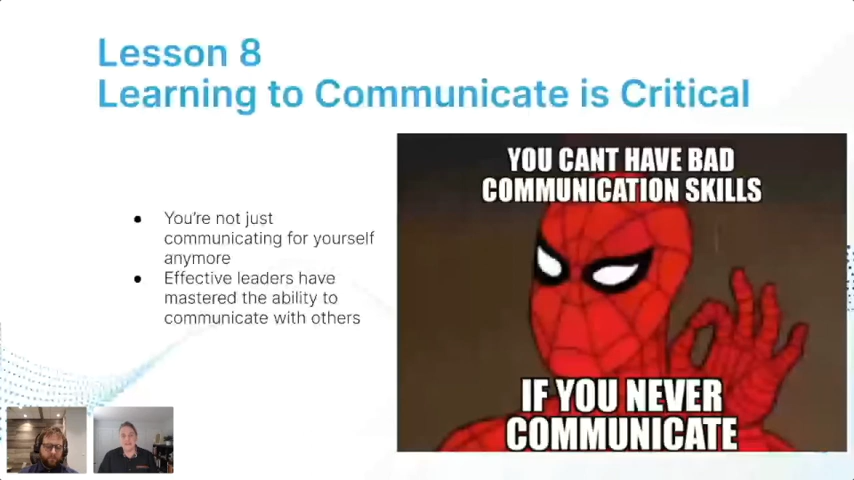 Lesson 8
Learning to Communicate is Critical
● You're not just
communicating for yourself
anymore
● Effective leaders have
mastered the ability to
communicate with others
YOU CANT HAVE BAD
COMMUNICATION SKILLS
IF YOU NEVER
COMMUNICATE